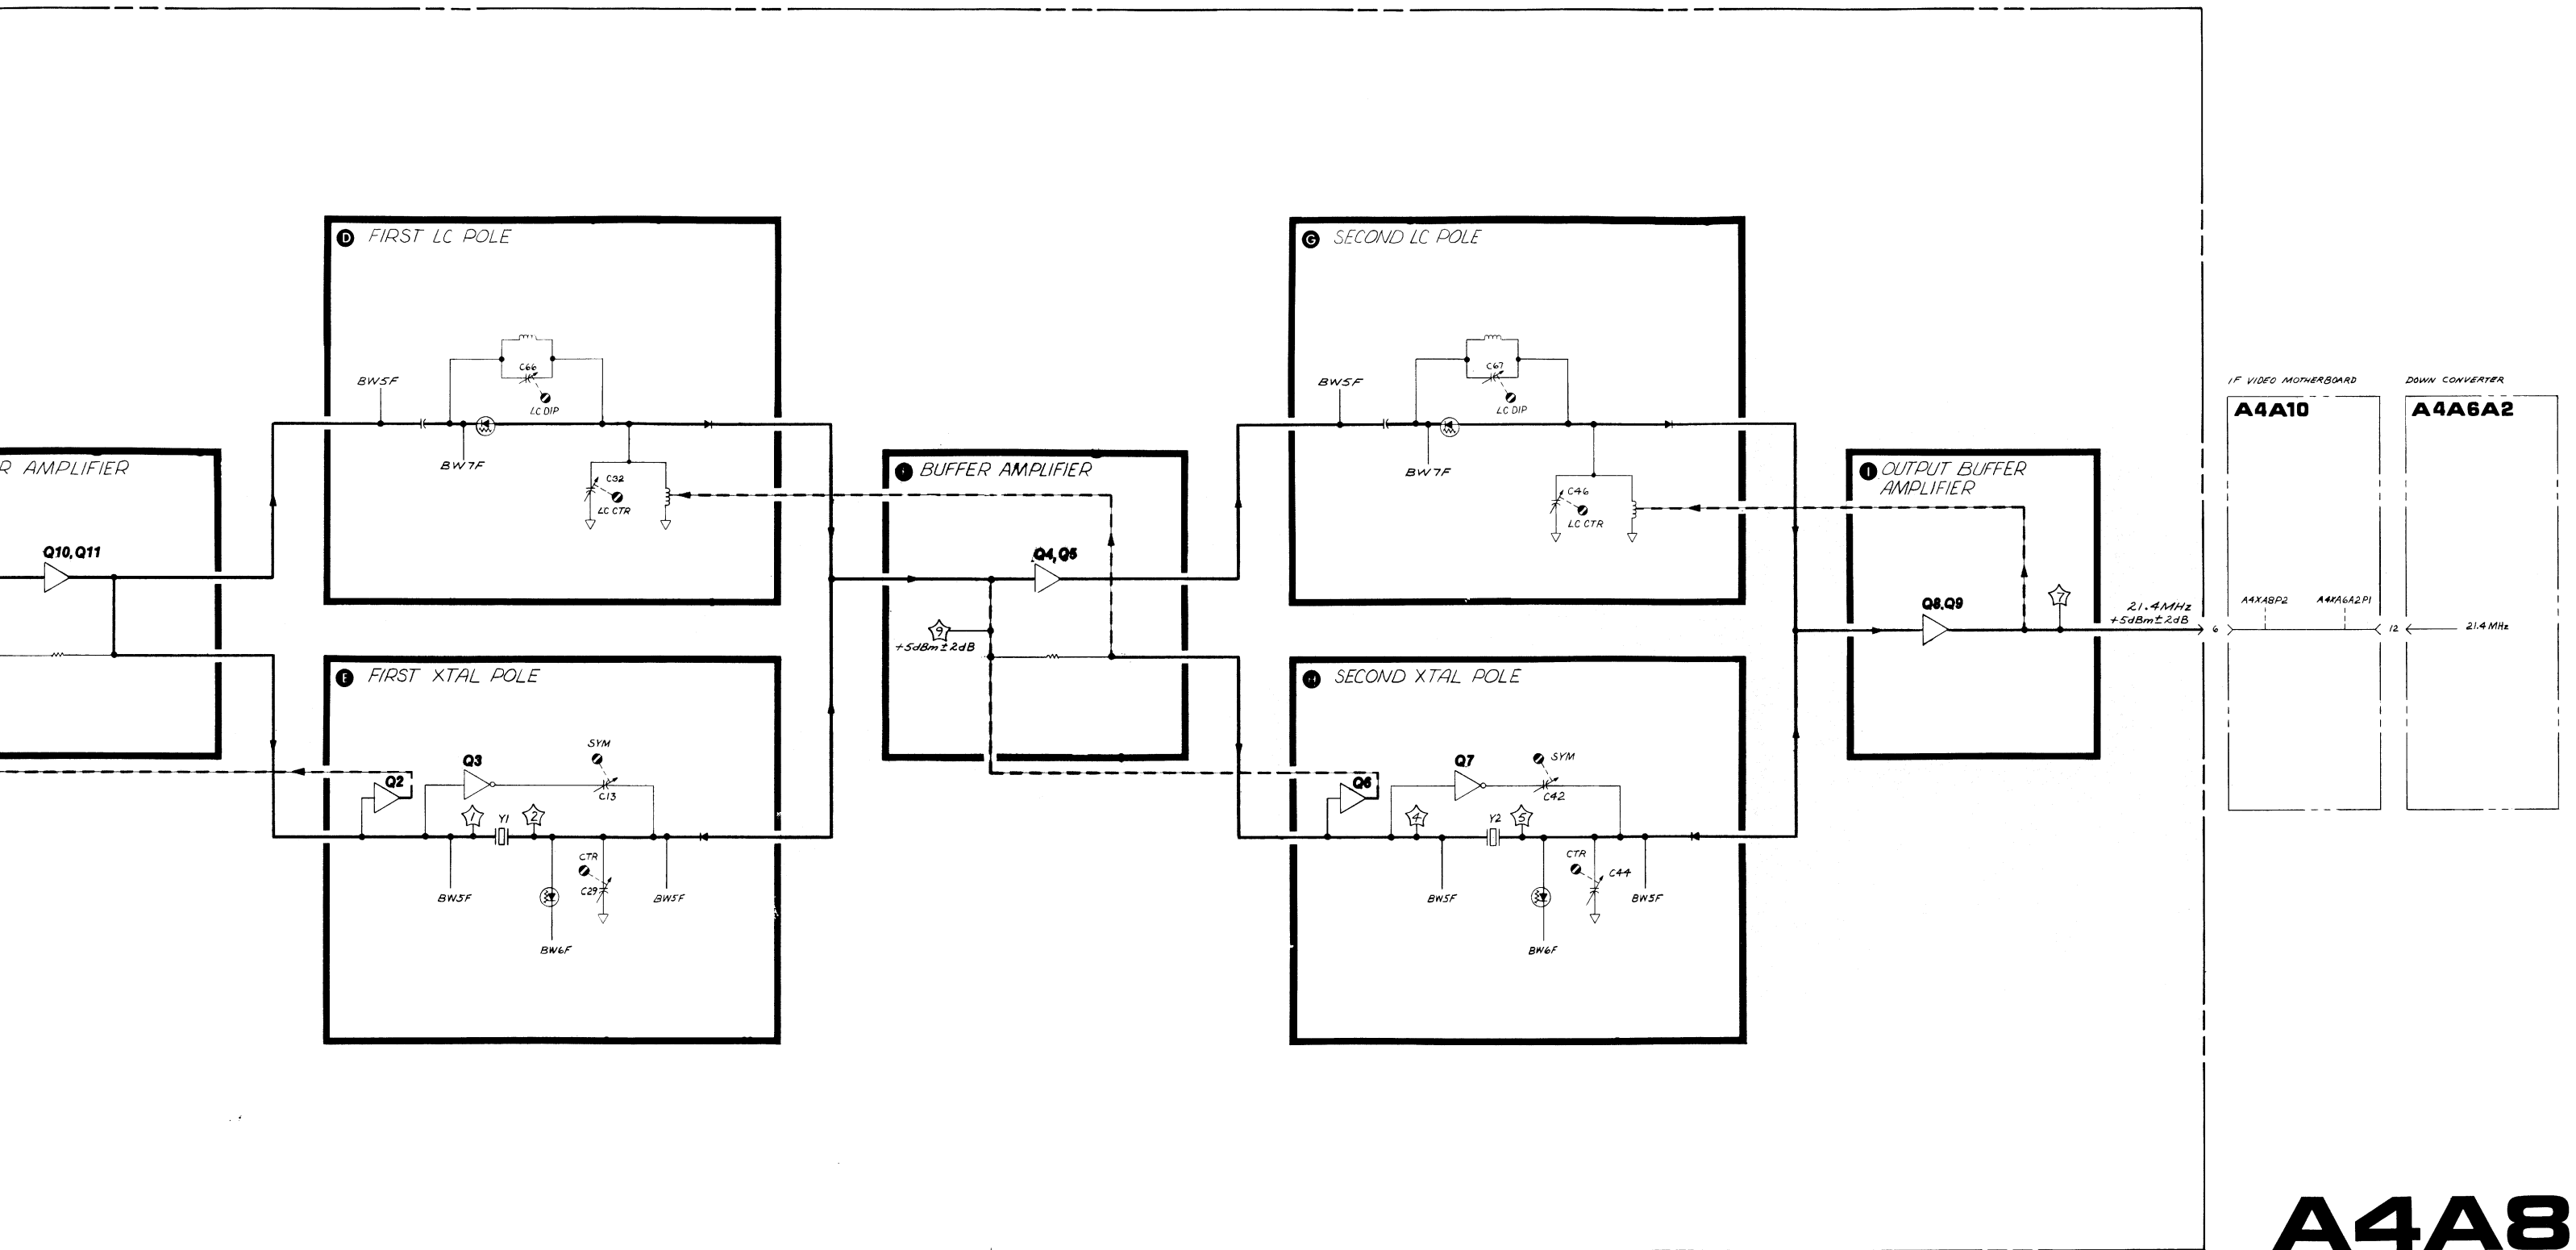 R AMPLIFIER
Q10,Q11
D FIRST LC POLE
BW5F
C66
LC DIP
BW7F
C32
LC CTR
E FIRST XTAL POLE
Q2
Q3
SYM
C13
1
Y1
2
CTR
C29
BW5F
BW5F
BW6F
BUFFER AMPLIFIER
Q4,Q5
9
+5dBm±2dB
G SECOND LC POLE
BW5F
C67
LC DIP
BW7F
C46
LC CTR
H SECOND XTAL POLE
Q6
Q7
SYM
C42
4
Y2
5
CTR
C44
BW5F
BW5F
BW6F
I OUTPUT BUFFER
AMPLIFIER
Q8,Q9
7
21.4MHz
+5dBm±2dB
6
IF VIDEO MOTHERBOARD
A4A10
A4XA8P2
A4XA6A2P1
12
DOWN CONVERTER
A4A6A2
21.4MHz
A4A8